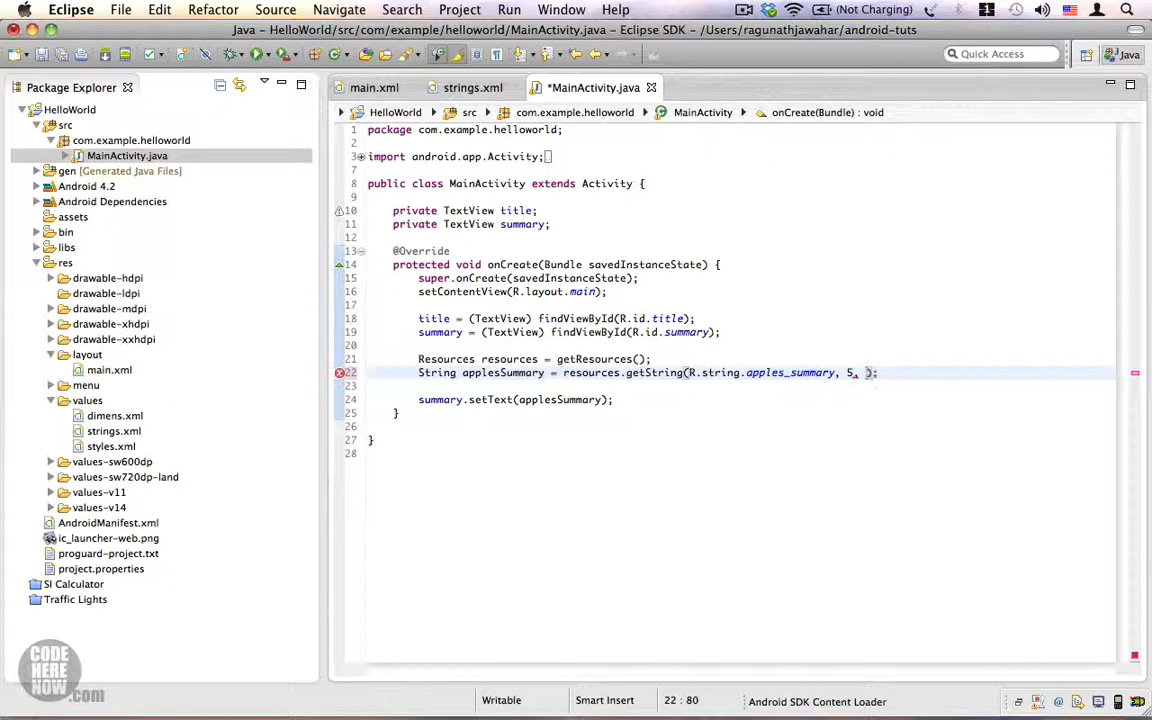 Eclipse File Edit Refactor Source Navigate Search Project Run Window Help (Not Charging)
Java – HelloWorld/src/com/example/helloworld/MainActivity.java – Eclipse SDK – /Users/ragunathjawahar/android-tuts
Quick Access Java
Package Explorer
main.xml strings.xml *MainActivity.java
HelloWorld src com.example.helloworld MainActivity onCreate(Bundle) : void
HelloWorld
src
com.example.helloworld
MainActivity.java
gen [Generated Java Files]
Android 4.2
Android Dependencies
assets
bin
libs
res
drawable-hdpi
drawable-ldpi
drawable-mdpi
drawable-xhdpi
drawable-xxhdpi
layout
main.xml
menu
values
dimens.xml
strings.xml
styles.xml
values-sw600dp
values-sw720dp-land
values-v11
values-v14
AndroidManifest.xml
ic_launcher-web.png
proguard-project.txt
project.properties
SI Calculator
Traffic Lights
1 package com.example.helloworld;
2
3 import android.app.Activity;
7
8 public class MainActivity extends Activity {
9
10 private TextView title;
11 private TextView summary;
12
13 @Override
14 protected void onCreate(Bundle savedInstanceState) {
15 super.onCreate(savedInstanceState);
16 setContentView(R.layout.main);
17
18 title = (TextView) findViewById(R.id.title);
19 summary = (TextView) findViewById(R.id.summary);
20
21 Resources resources = getResources();
22 String applesSummary = resources.getString(R.string.apples_summary, 5, );
23
24 summary.setText(applesSummary);
25 }
26
27 }
28
CODE
HERE
NOW.com
Writable Smart Insert 22 : 80 Android SDK Content Loader